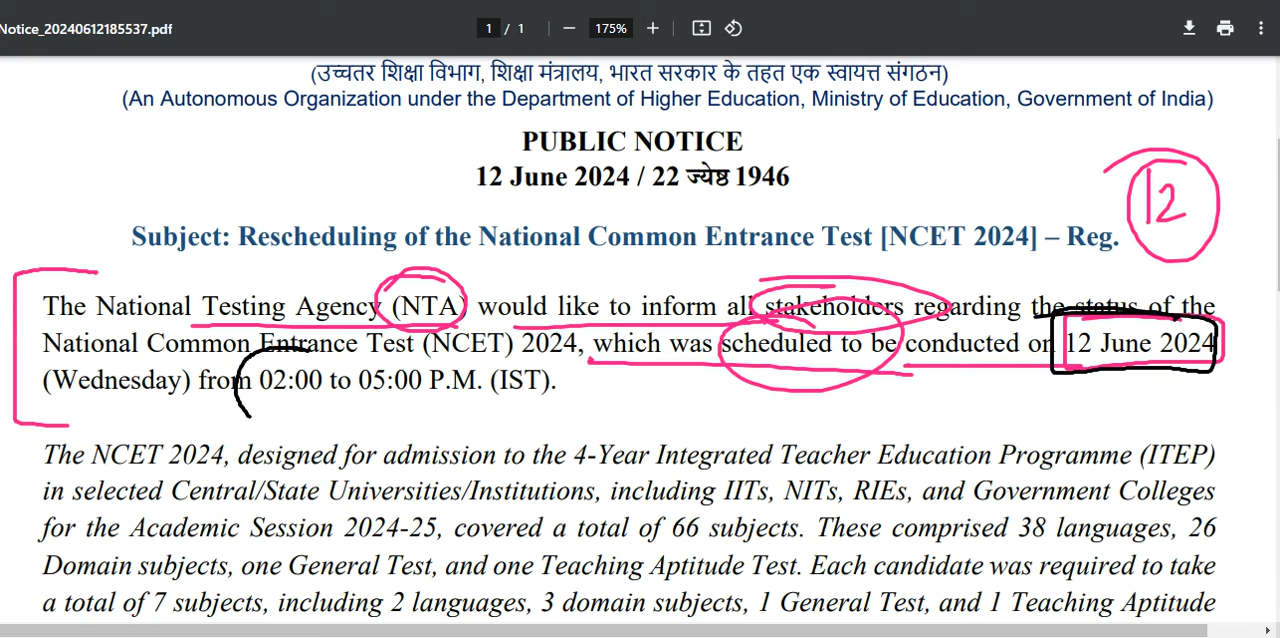 Notice_20240612185537.pdf
1 / 1
175%
(उच्चतर शिक्षा विभाग, शिक्षा मंत्रालय, भारत सरकार के तहत एक स्वायत्त संगठन)
(An Autonomous Organization under the Department of Higher Education, Ministry of Education, Government of India)
PUBLIC NOTICE
12 June 2024 / 22 ज्येष्ठ 1946
12
Subject: Rescheduling of the National Common Entrance Test [NCET 2024] – Reg.
The National Testing Agency (NTA) would like to inform all stakeholders regarding the status of the
National Common Entrance Test (NCET) 2024, which was scheduled to be conducted on 12 June 2024
(Wednesday) from 02:00 to 05:00 P.M. (IST).
The NCET 2024, designed for admission to the 4-Year Integrated Teacher Education Programme (ITEP)
in selected Central/State Universities/Institutions, including IITs, NITs, RIEs, and Government Colleges
for the Academic Session 2024-25, covered a total of 66 subjects. These comprised 38 languages, 26
Domain subjects, one General Test, and one Teaching Aptitude Test. Each candidate was required to take
a total of 7 subjects, including 2 languages, 3 domain subjects, 1 General Test, and 1 Teaching Aptitude